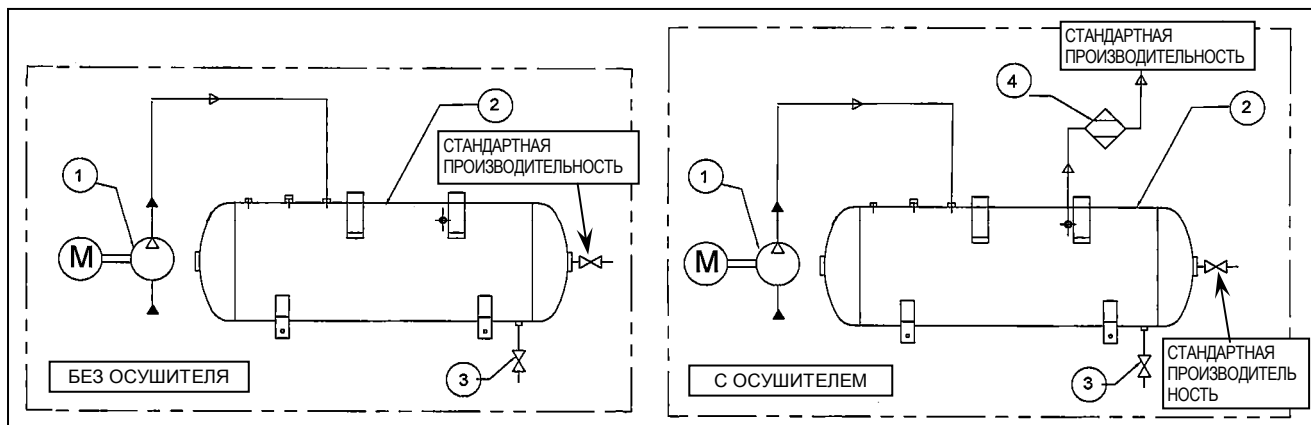 СТАНДАРТНАЯ
ПРОИЗВОДИТЕЛЬНОСТЬ
2
1
M
3
БЕЗ ОСУШИТЕЛЯ
СТАНДАРТНАЯ
ПРОИЗВОДИТЕЛЬНОСТЬ
4
2
1
M
3
С ОСУШИТЕЛЕМ
СТАНДАРТНАЯ
ПРОИЗВОДИТЕЛЬ
НОСТЬ